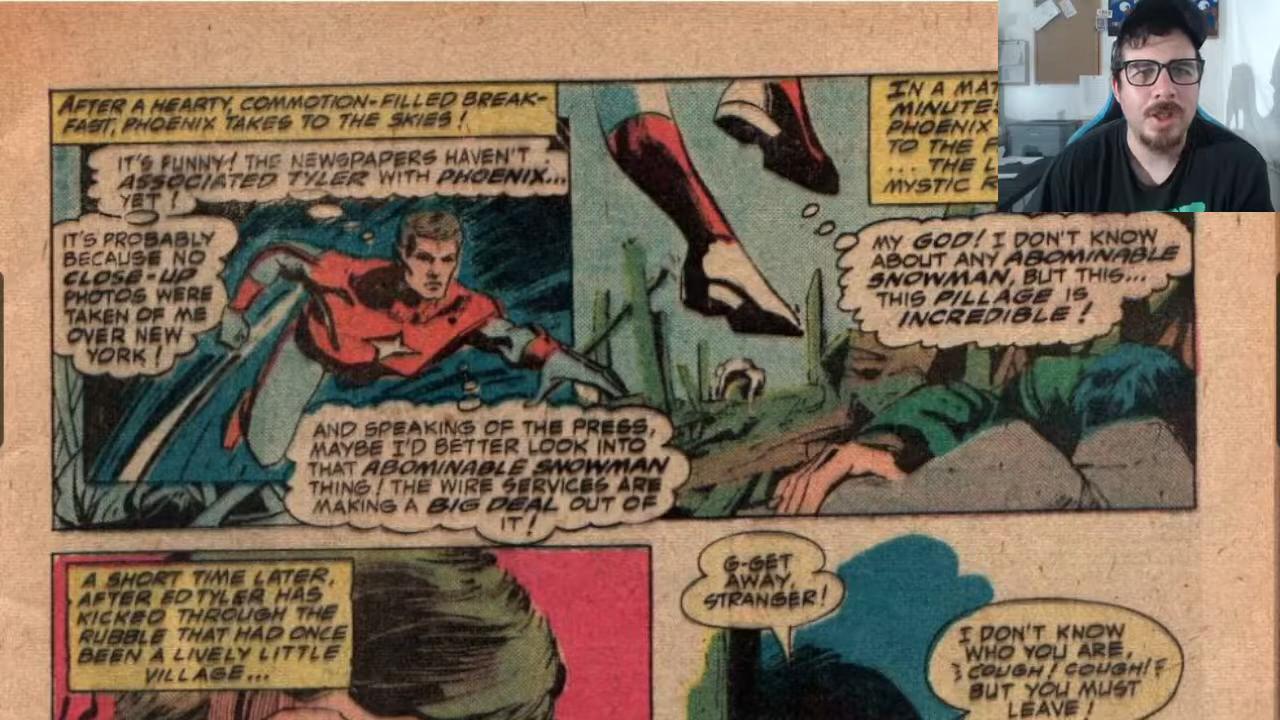 AFTER A HEARTY, COMMOTION-FILLED BREAK-
FAST, PHOENIX TAKES TO THE SKIES!
IT'S FUNNY! THE NEWSPAPERS HAVEN'T
ASSOCIATED TYLER WITH PHOENIX...
YET!
IT'S PROBABLY
BECAUSE NO
CLOSE-UP
PHOTOS WERE
TAKEN OF ME
OVER NEW
YORK!
AND SPEAKING OF THE PRESS,
MAYBE I'D BETTER LOOK INTO
THAT ABOMINABLE SNOWMAN
THING! THE WIRE SERVICES ARE
MAKING A BIG DEAL OUT OF
IT!
IN A
MINUTES
PHOENIX
TO THE
... THE
MYSTIC
MY GOD! I DON'T KNOW
ABOUT ANY ABOMINABLE
SNOWMAN, BUT THIS...
THIS PILLAGE IS
INCREDIBLE!
A SHORT TIME LATER,
AFTER ED TYLER HAS
KICKED THROUGH THE
RUBBLE THAT HAD ONCE
BEEN A LIVELY LITTLE
VILLAGE...
G-GET
AWAY,
STRANGER!
I DON'T KNOW
WHO YOU ARE,
COUGH! COUGH!
BUT YOU MUST
LEAVE!